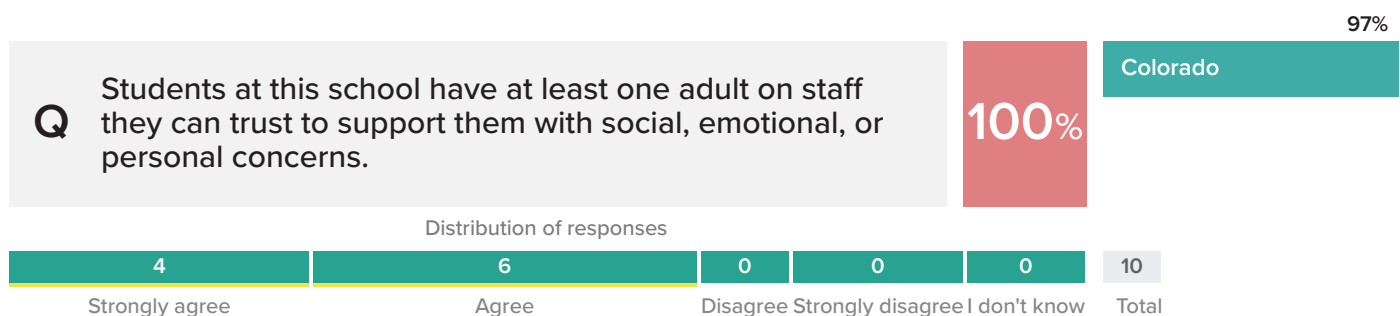 97%
Colorado
Q
Students at this school have at least one adult on staff
they can trust to support them with social, emotional, or
personal concerns.
100%
Distribution of responses
4 6 0 0 0 10
Strongly agree Agree Disagree Strongly disagree I don't know Total